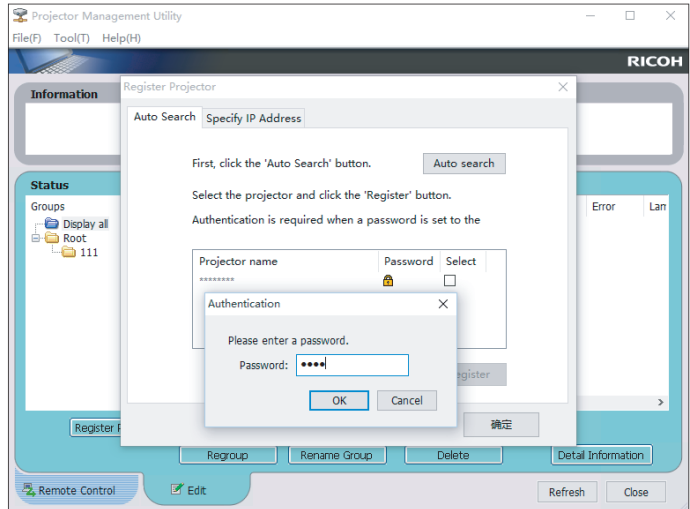 Projector Management Utility
File(F) Tool(T) Help(H)
RICOH
Information
Register Projector
Auto Search Specify IP Address
First, click the 'Auto Search' button. Auto search
Select the projector and click the 'Register' button.
Authentication is required when a password is set to the
Status
Groups
Error Lam
Display all
Root
111
Projector name Password Select
********
Authentication
Please enter a password.
Password: ••••
OK Cancel
egister
确定
Register P
Regroup Rename Group Delete Detail Information
Remote Control Edit Refresh Close